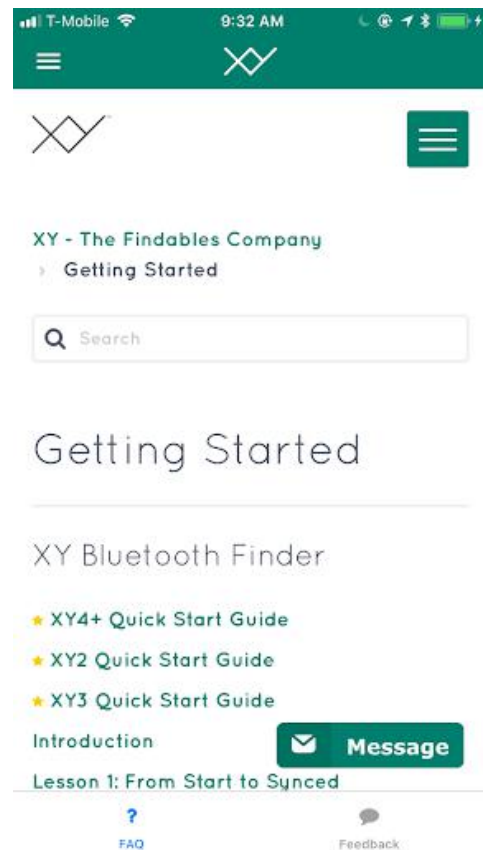 T-Mobile 9:32 AM
XY
XY™
XY - The Findables Company
› Getting Started
Search
Getting Started
XY Bluetooth Finder
XY4+ Quick Start Guide
XY2 Quick Start Guide
XY3 Quick Start Guide
Introduction
Message
Lesson 1: From Start to Synced
? 
FAQ
Feedback